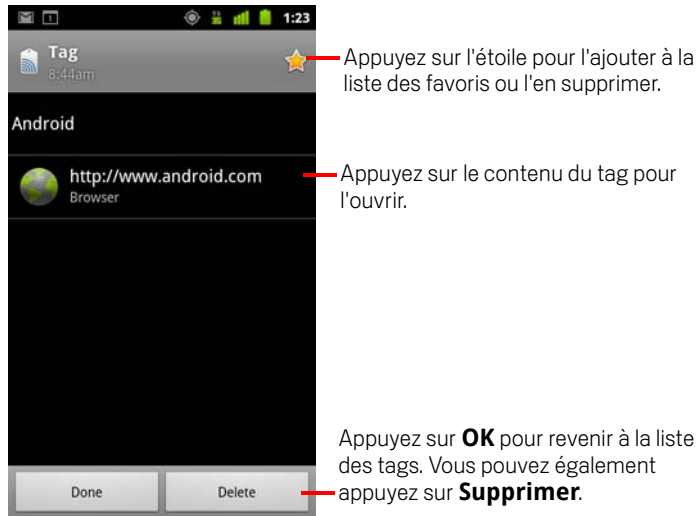 1:23
Tag
8:44am
Appuyez sur l'étoile pour l'ajouter à la
liste des favoris ou l'en supprimer.
Android
http://www.android.com
Browser
Appuyez sur le contenu du tag pour
l'ouvrir.
Appuyez sur OK pour revenir à la liste
des tags. Vous pouvez également
appuyez sur Supprimer.
Done
Delete